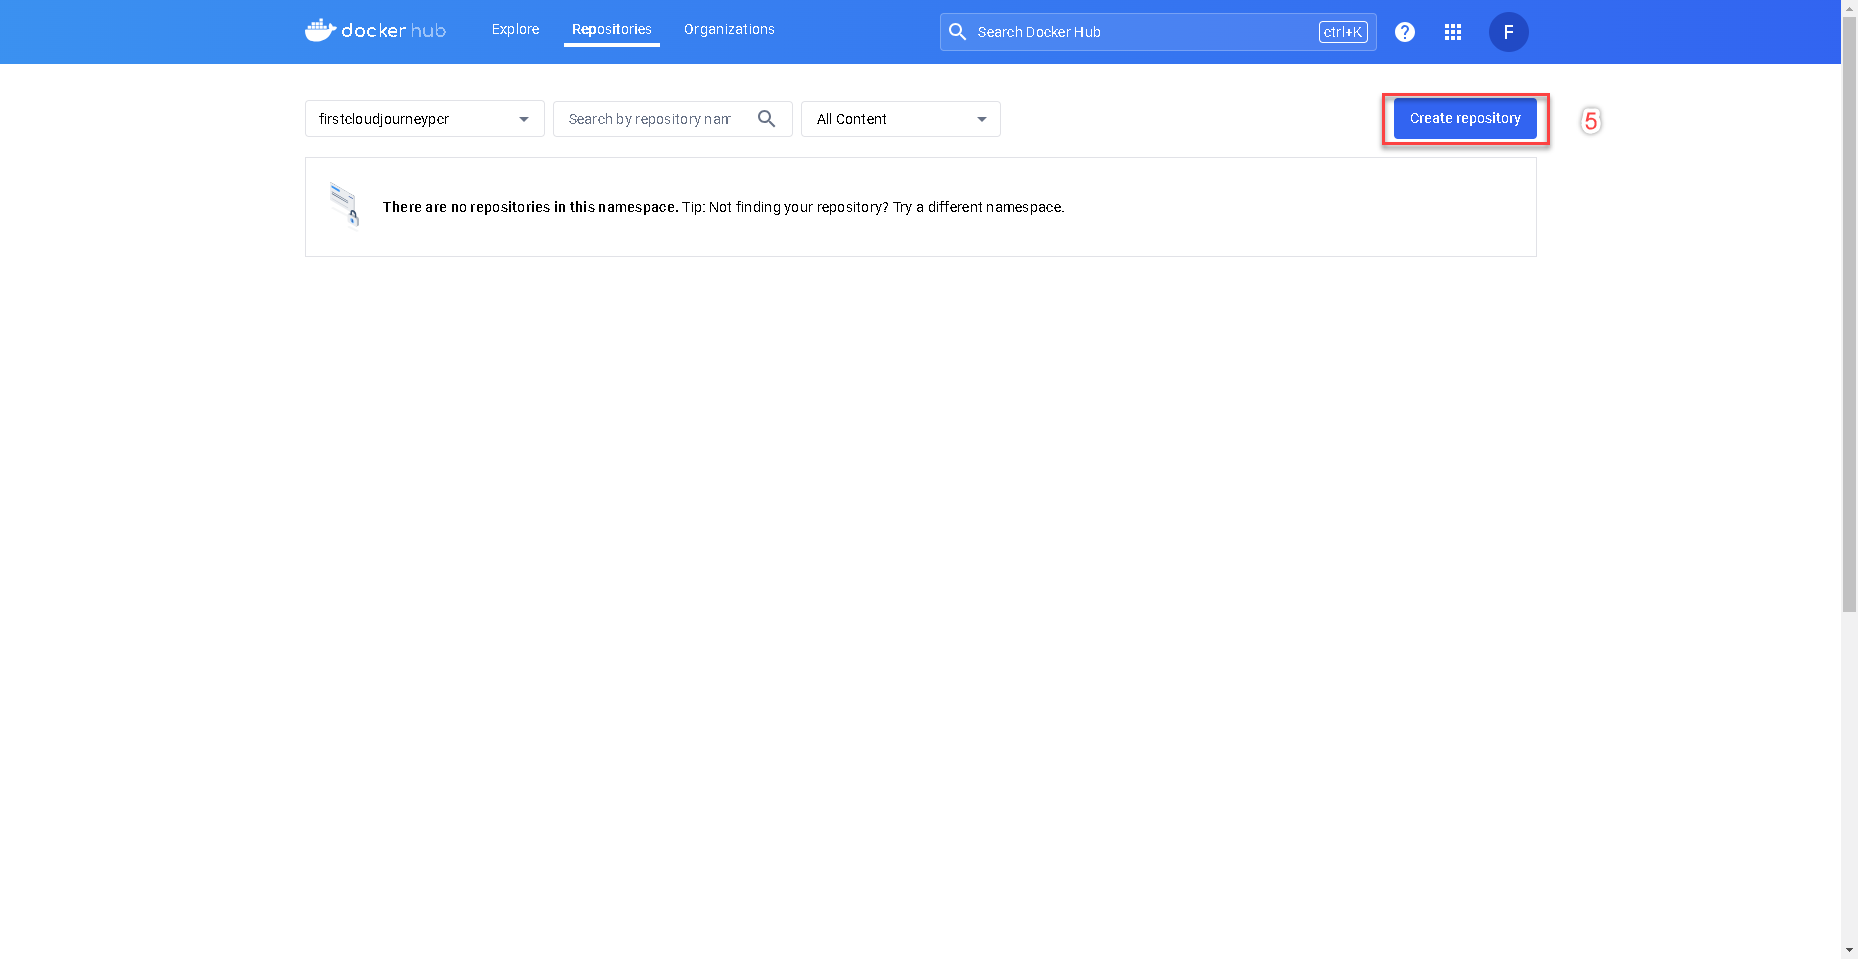 docker hub
Explore
Repositories
Organizations
Search Docker Hub
ctrl+K
F
firstcloudjourneypcr
Search by repository nam
All Content
Create repository
5
There are no repositories in this namespace. Tip: Not finding your repository? Try a different namespace.